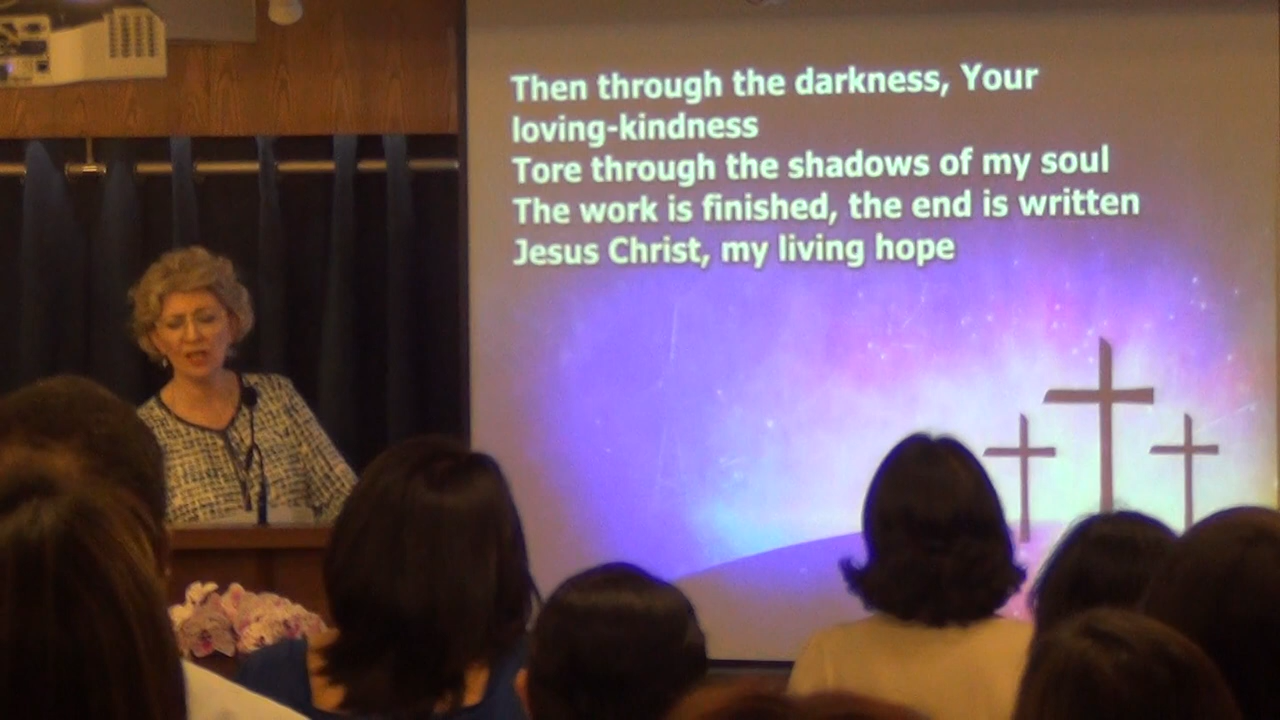 Then through the darkness, Your
loving-kindness
Tore through the shadows of my soul
The work is finished, the end is written
Jesus Christ, my living hope